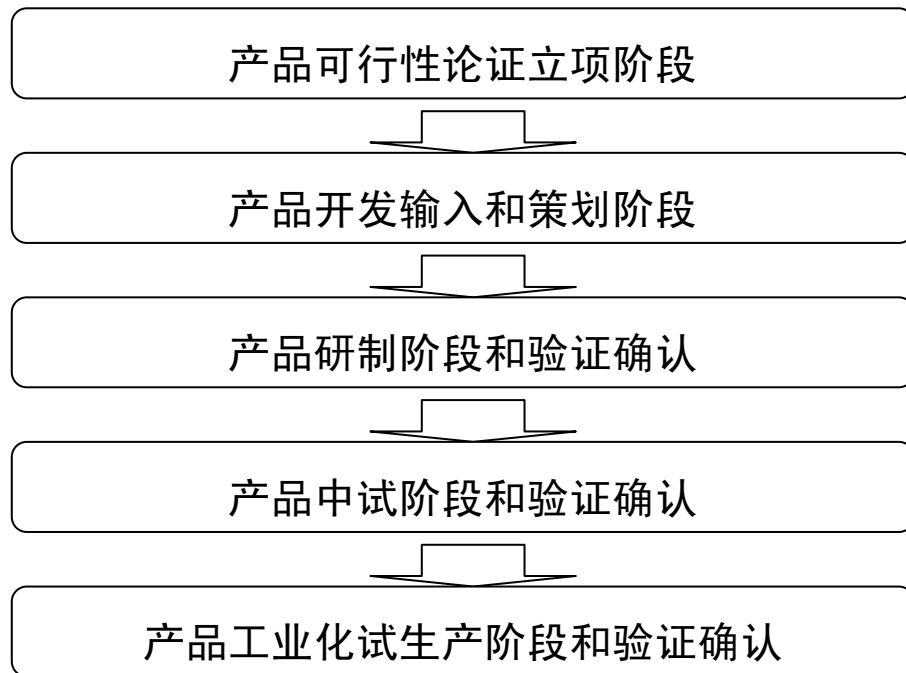 产品可行性论证立项阶段
产品开发输入和策划阶段
产品研制阶段和验证确认
产品中试阶段和验证确认
产品工业化试生产阶段和验证确认